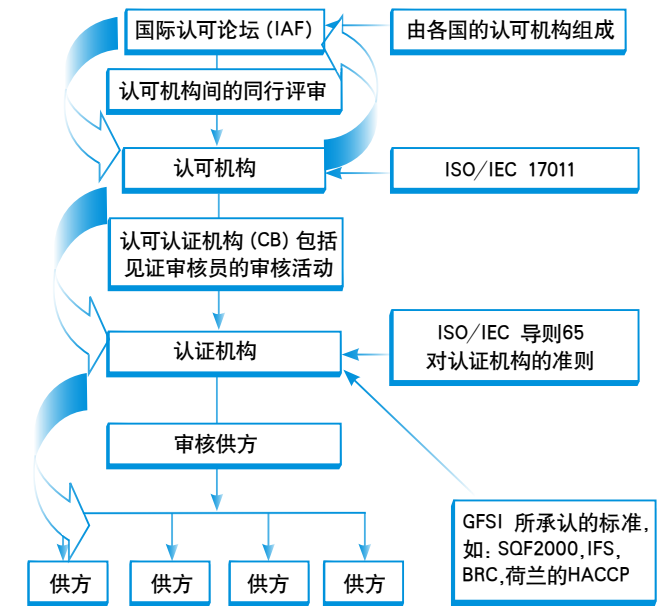 国际认可论坛 (IAF)
由各国的认可机构组成
认可机构间的同行评审
认可机构
ISO/IEC 17011
认可认证机构 (CB) 包括
见证审核员的审核活动
认证机构
ISO/IEC 导则65
对认证机构的准则
审核供方
GFSI 所承认的标准,
如: SQF2000, IFS,
BRC, 荷兰的HACCP
供方
供方
供方
供方